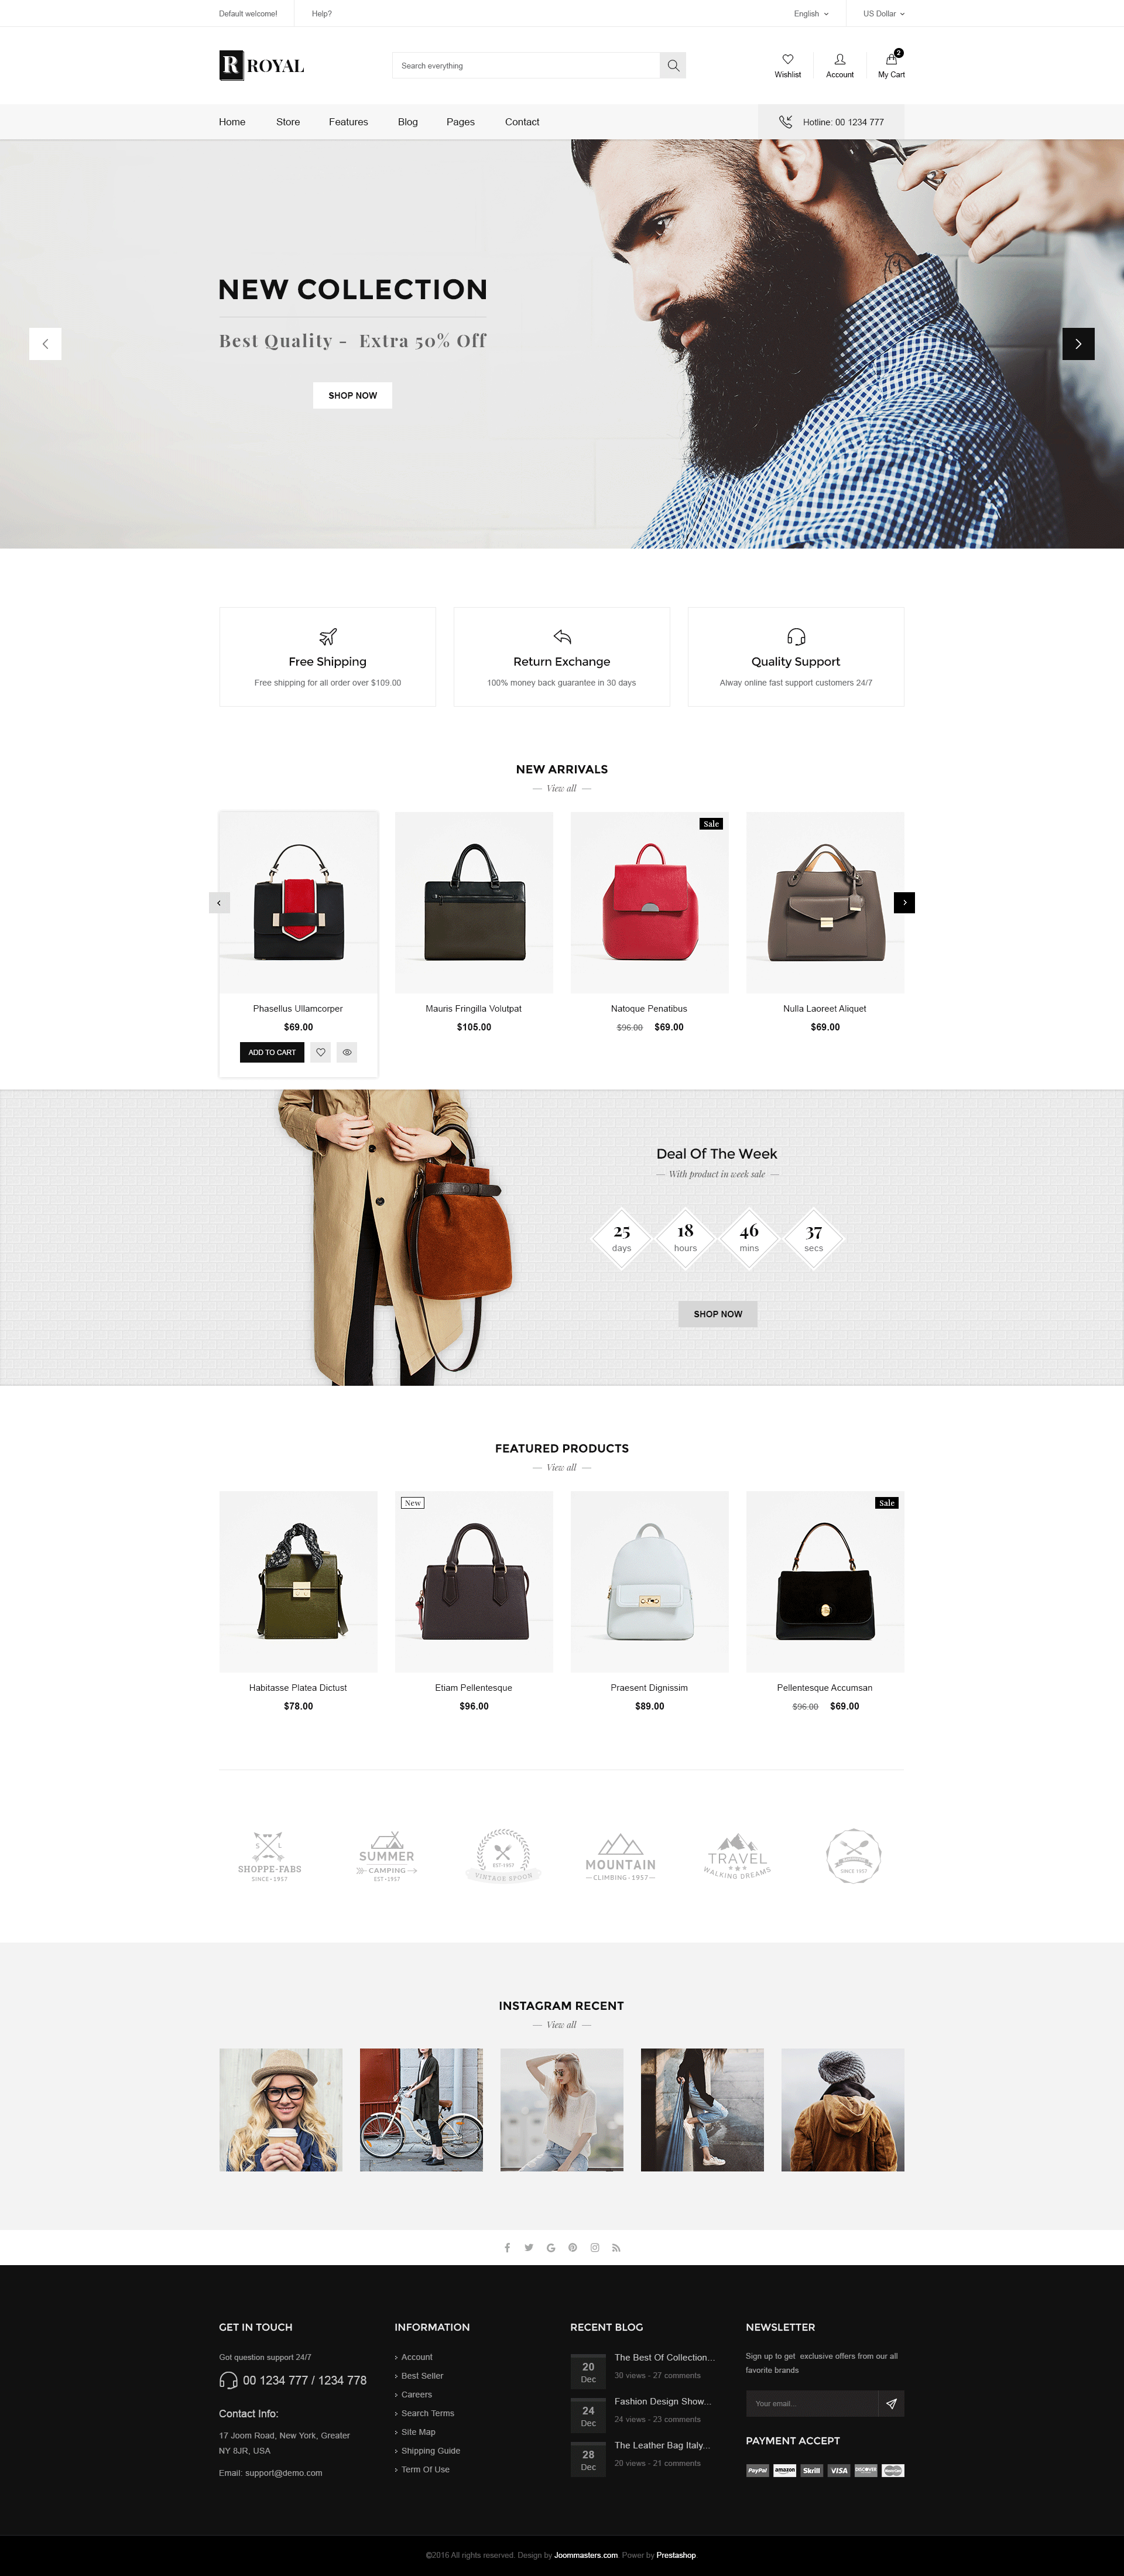 Default welcome! Help? English US Dollar
R ROYAL
Search everything
Wishlist Account 2 My Cart
Home Store Features Blog Pages Contact Hotline: 00 1234 777
NEW COLLECTION
Best Quality - Extra 50% Off
SHOP NOW
Free Shipping
Free shipping for all order over $109.00
Return Exchange
100% money back guarantee in 30 days
Quality Support
Alway online fast support customers 24/7
NEW ARRIVALS
View all
Sale
Phasellus Ullamcorper
$69.00
ADD TO CART
Mauris Fringilla Volutpat
$105.00
Natoque Penatibus
$96.00 $69.00
Nulla Laoreet Aliquet
$69.00
Deal Of The Week
With product in week sale
25 days
18 hours
46 mins
37 secs
SHOP NOW
FEATURED PRODUCTS
View all
New
Sale
Habitasse Platea Dictust
$78.00
Etiam Pellentesque
$96.00
Praesent Dignissim
$89.00
Pellentesque Accumsan
$96.00 $69.00
S L
SHOPPE-FABS
SINCE • 1957
SUMMER
CAMPING
EST • 1957
EST • 1957
VINTAGE SPOON
MOUNTAIN
CLIMBING • 1957
TRAVEL
WALKING DREAMS
SINCE 1957
INSTAGRAM RECENT
View all
GET IN TOUCH
Got question support 24/7
00 1234 777 / 1234 778
Contact Info:
17 Joom Road, New York, Greater
NY 8JR, USA
Email: support@demo.com
INFORMATION
Account
Best Seller
Careers
Search Terms
Site Map
Shipping Guide
Term Of Use
RECENT BLOG
20 Dec
The Best Of Collection...
30 views - 27 comments
24 Dec
Fashion Design Show...
24 views - 23 comments
28 Dec
The Leather Bag Italy...
20 views - 21 comments
NEWSLETTER
Sign up to get exclusive offers from our all
favorite brands
Your email...
PAYMENT ACCEPT
PayPal amazon Skrill VISA DISCOVER
©2016 All rights reserved. Design by Joommasters.com. Power by Prestashop